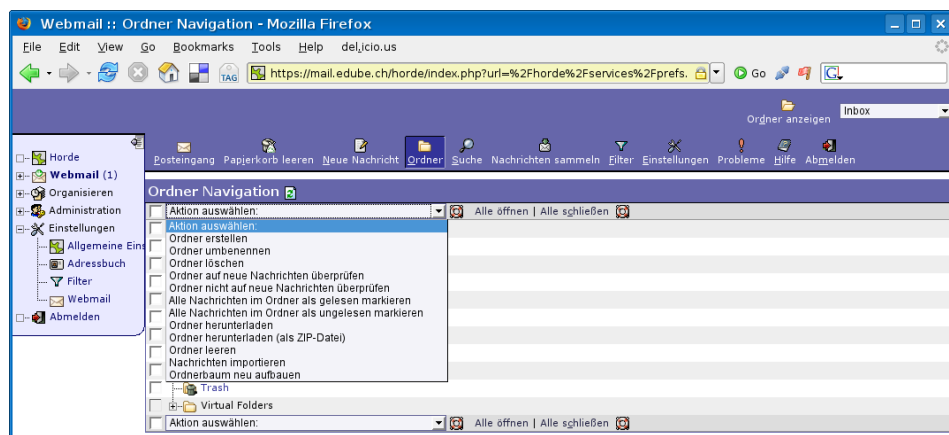 Webmail :: Ordner Navigation - Mozilla Firefox
File Edit View Go Bookmarks Tools Help del.icio.us
TAG https://mail.edube.ch/horde/index.php?url=%2Fhorde%2Fservices%2Fprefs. Go G
Inbox
Ordner anzeigen
Posteingang Papierkorb leeren Neue Nachricht Ordner Suche Nachrichten sammeln Filter Einstellungen Probleme Hilfe Abmelden
Horde
Webmail (1)
Organisieren
Administration
Einstellungen
Allgemeine Eins
Adressbuch
Filter
Webmail
Abmelden
Ordner Navigation
Aktion auswählen: Alle öffnen | Alle schließen
Aktion auswählen:
Ordner erstellen
Ordner umbenennen
Ordner löschen
Ordner auf neue Nachrichten überprüfen
Ordner nicht auf neue Nachrichten überprüfen
Alle Nachrichten im Ordner als gelesen markieren
Alle Nachrichten im Ordner als ungelesen markieren
Ordner herunterladen
Ordner herunterladen (als ZIP-Datei)
Ordner leeren
Nachrichten importieren
Ordnerbaum neu aufbauen
Trash
Virtual Folders
Aktion auswählen: Alle öffnen | Alle schließen